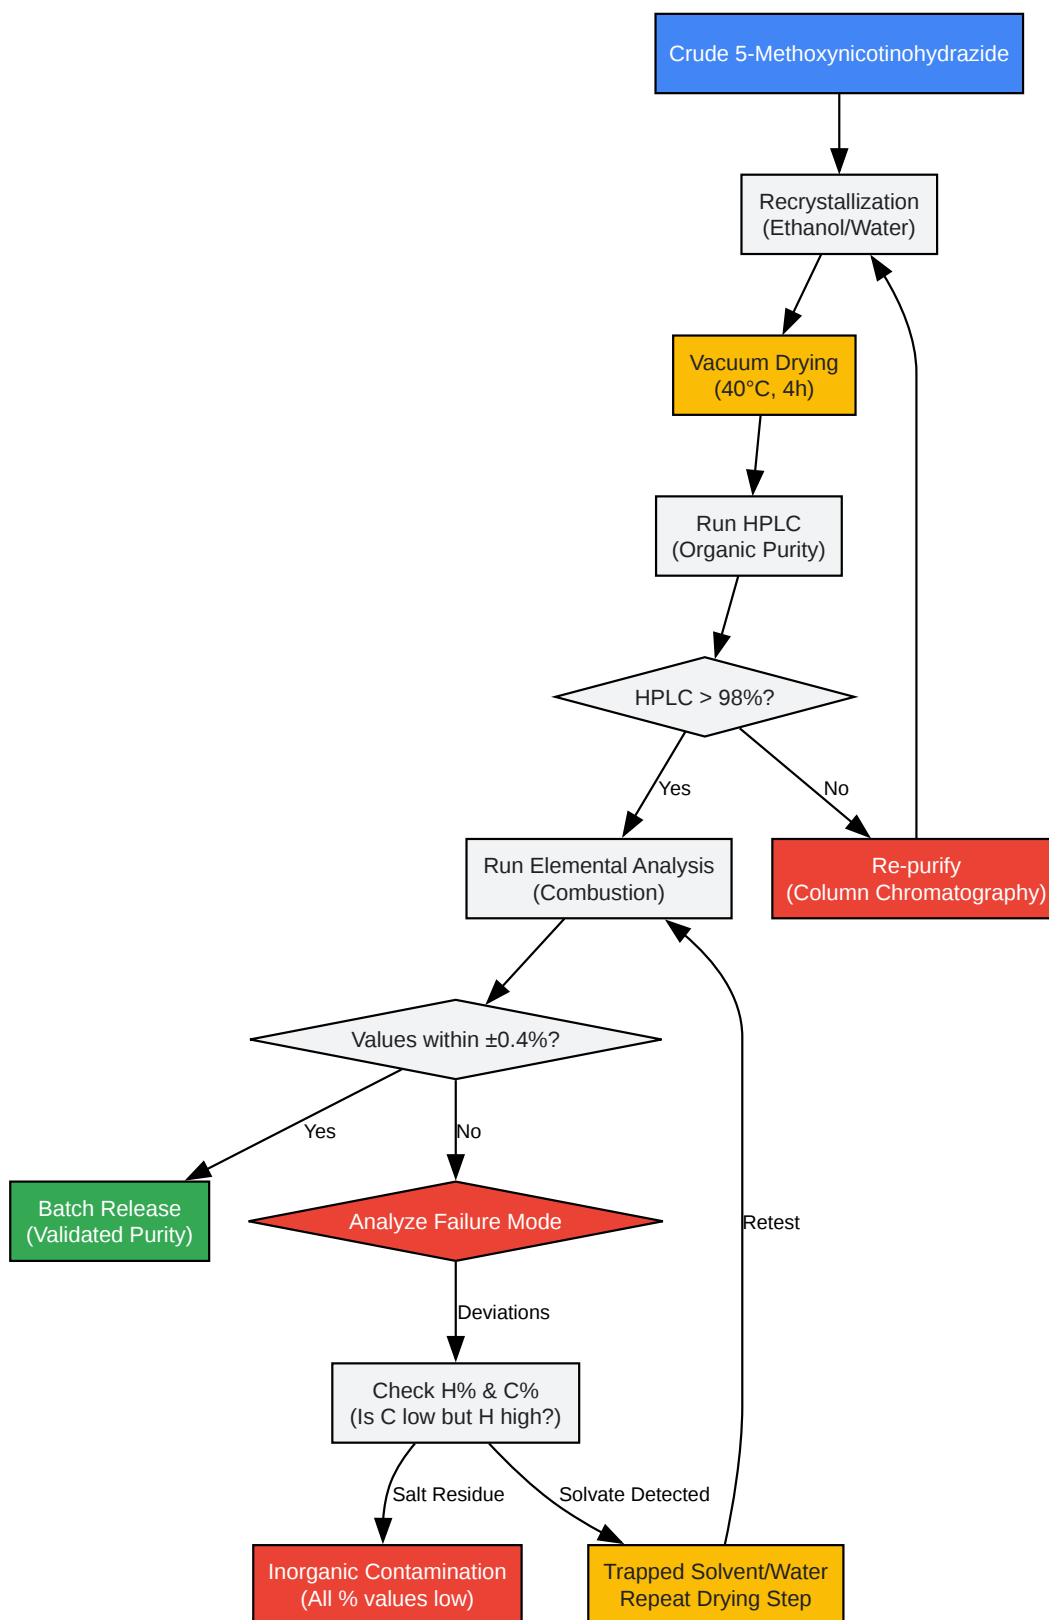 Crude 5-Methoxynicotinohydrazide
Recrystallization
(Ethanol/Water)
Vacuum Drying
(40°C, 4h)
Run HPLC
(Organic Purity)
HPLC > 98%?
Yes
No
Run Elemental Analysis
(Combustion)
Re-purify
(Column Chromatography)
Values within ±0.4%?
Yes
No
Batch Release
(Validated Purity)
Analyze Failure Mode
Retest
Deviations
Check H% & C%
(Is C low but H high?)
Salt Residue
Solvate Detected
Inorganic Contamination
(All % values low)
Trapped Solvent/Water
Repeat Drying Step